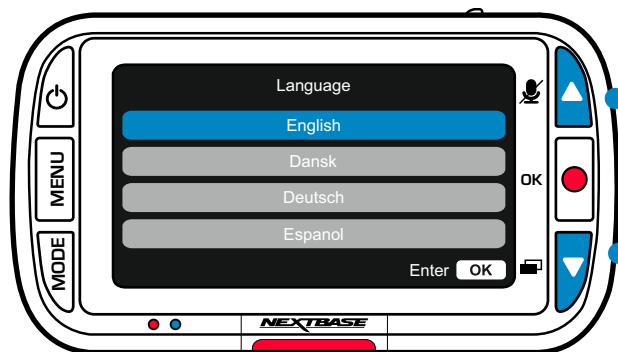 Language
English
Dansk
Deutsch
Espanol
Enter OK
MENU
MODE
OK
NEXTBASE